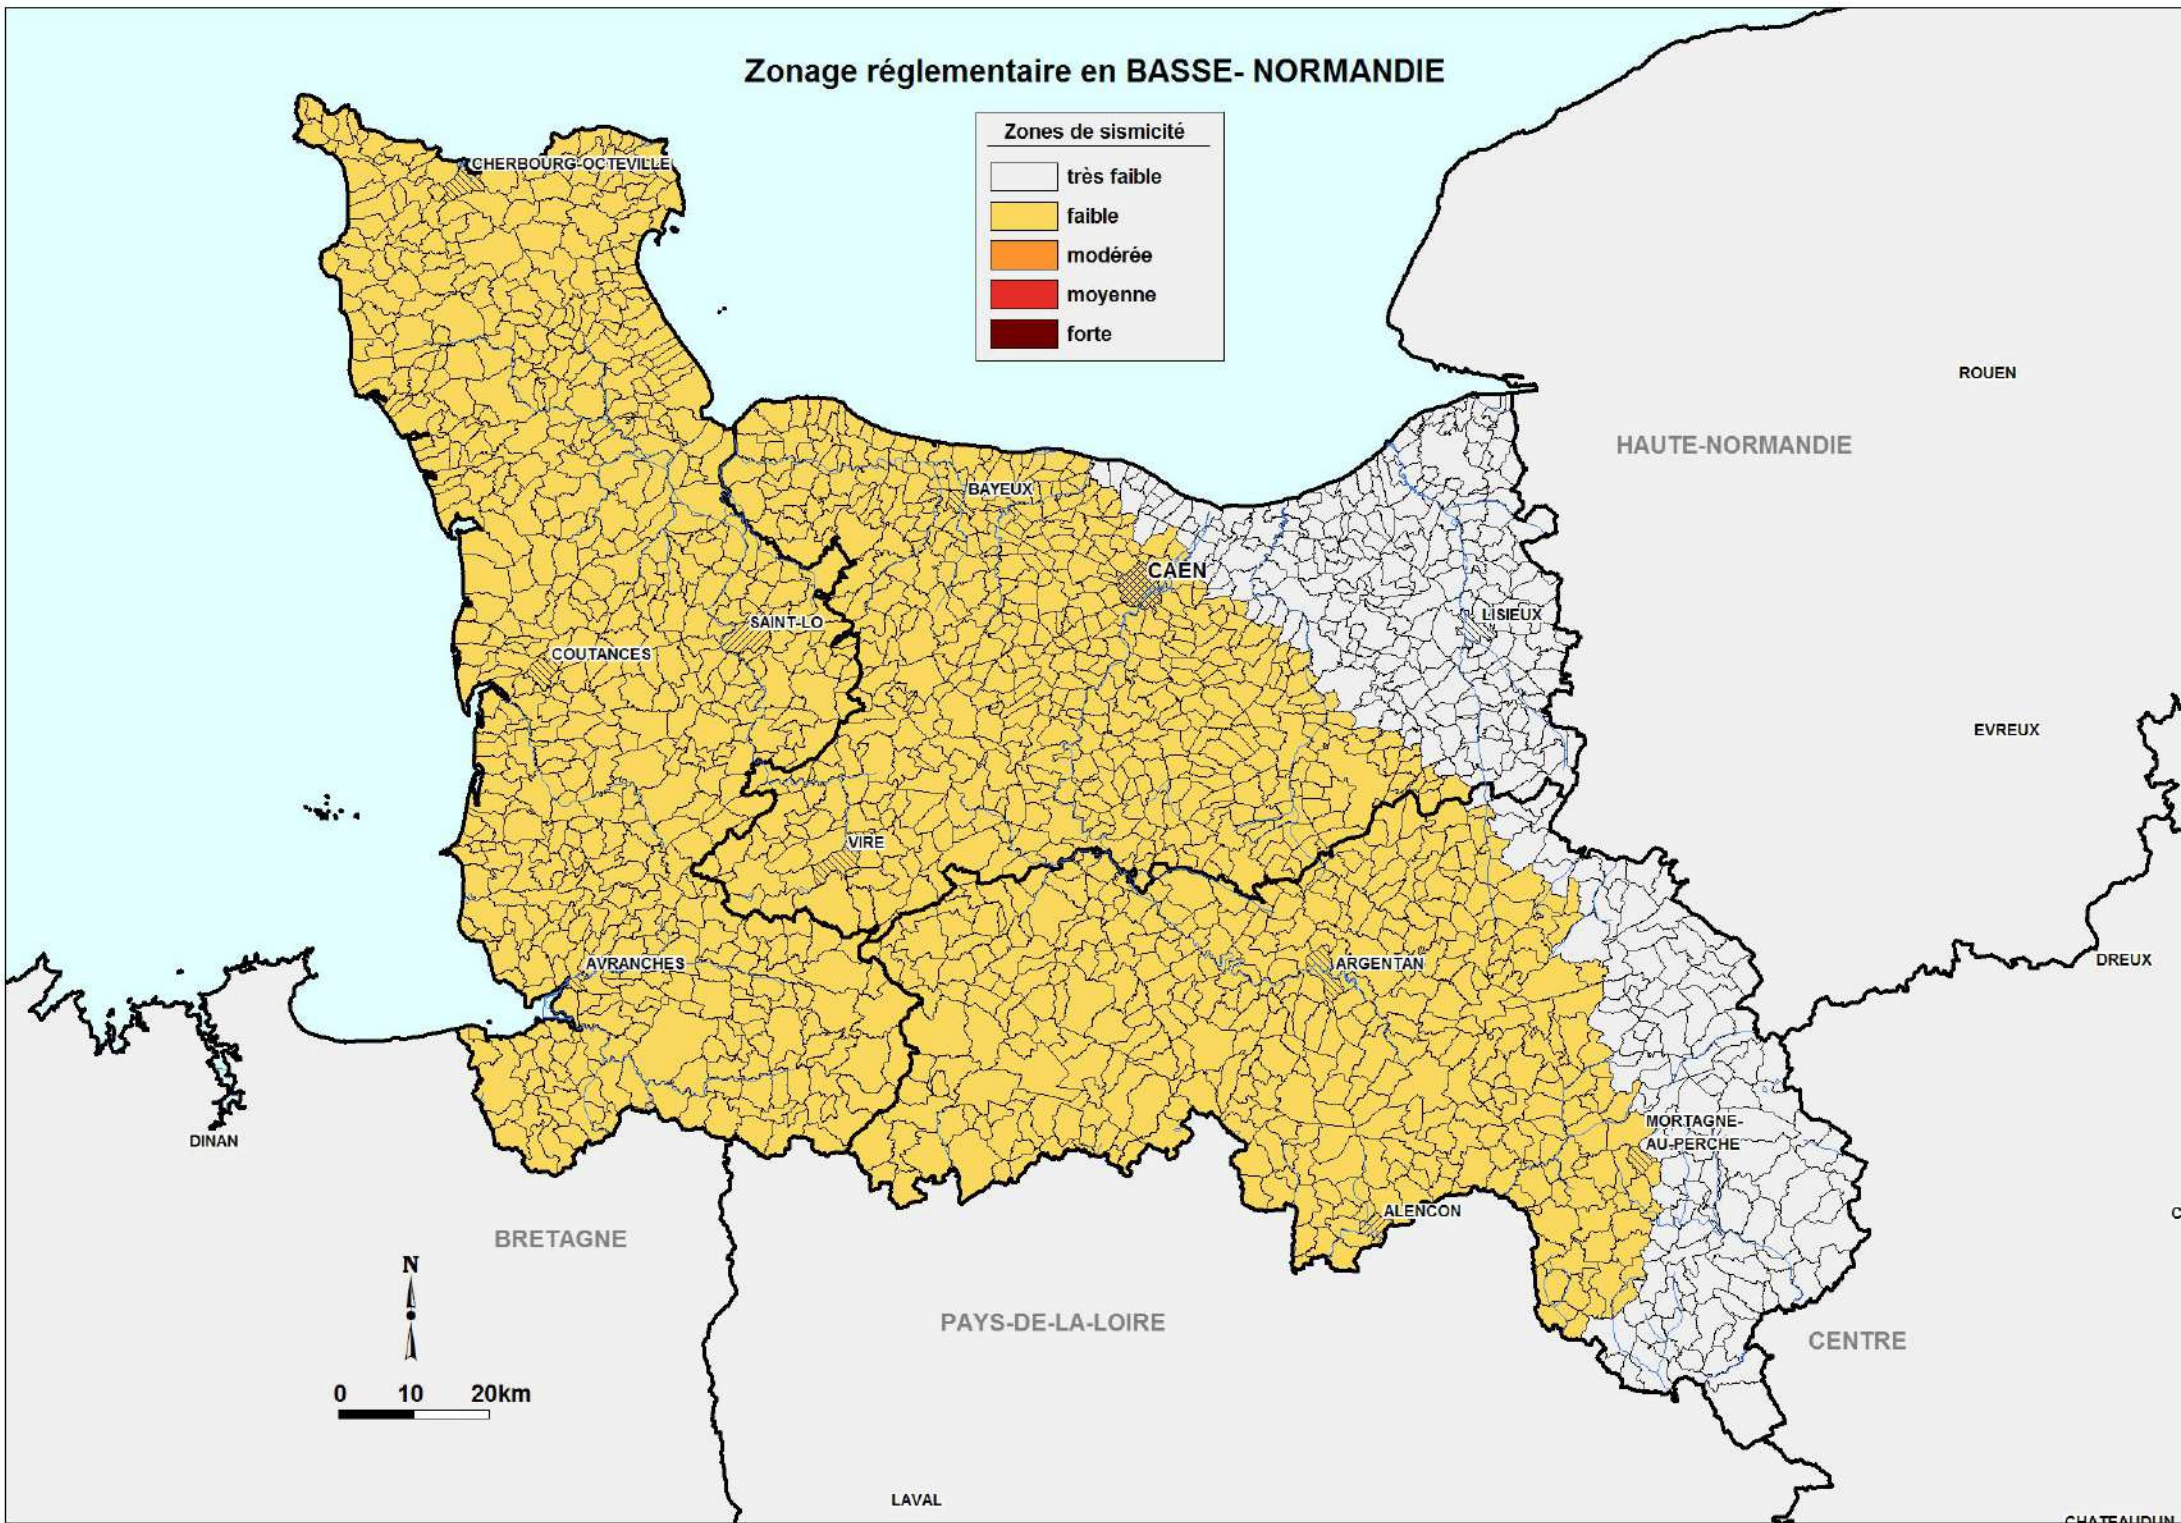 Zonage réglementaire en BASSE- NORMANDIE
Zones de sismicité
très faible
faible
modérée
moyenne
forte
CHERBOURG-OCTEVILLE
ROUEN
HAUTE-NORMANDIE
BAYEUX
CAEN
LISIEUX
SAINT-LO
COUTANCES
EVREUX
VIRE
AVRANCHES
ARGENTAN
DREUX
MORTAGNE-
AU-PERCHE
DINAN
ALENCON
C
BRETAGNE
N
PAYS-DE-LA-LOIRE
CENTRE
0 10 20km
LAVAL
CHATEAUDUN